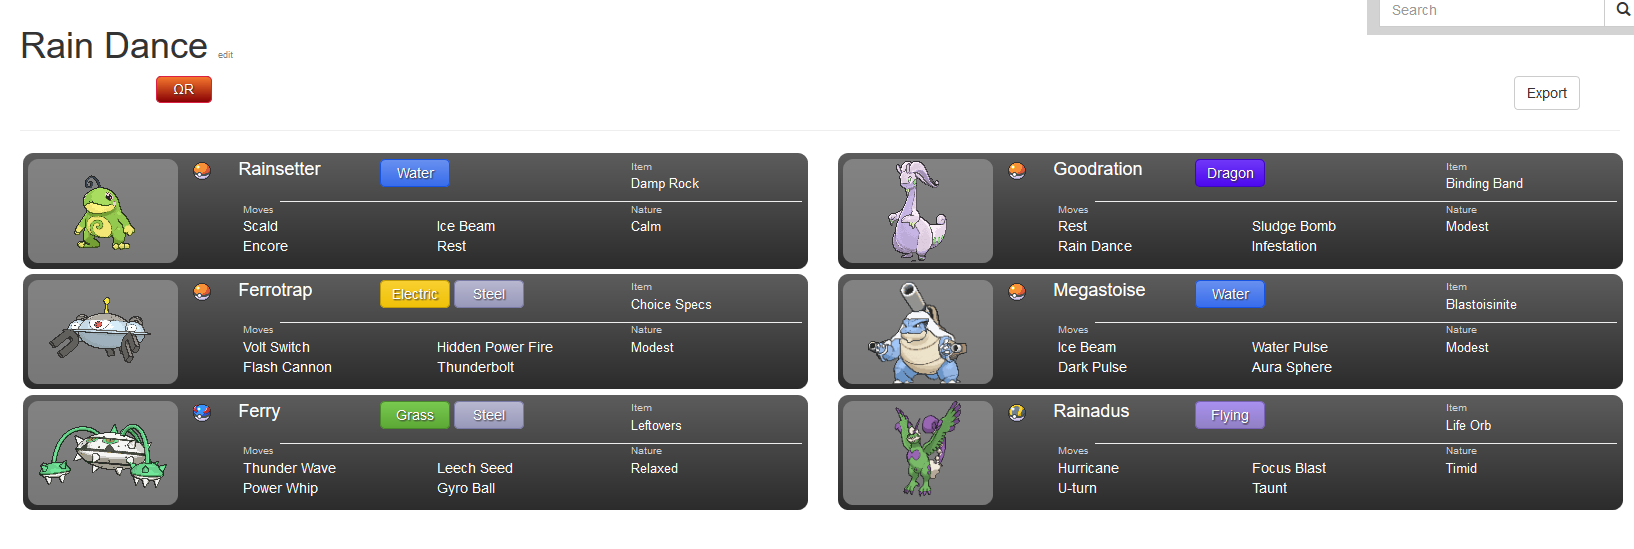 Search
Rain Dance edit
ΩR
Export
Rainsetter Water Item
Damp Rock
Moves Nature
Scald Ice Beam Calm
Encore Rest
Goodration Dragon Item
Binding Band
Moves Nature
Rest Sludge Bomb Modest
Rain Dance Infestation
Ferrotrap Electric Steel Item
Choice Specs
Moves Nature
Volt Switch Hidden Power Fire Modest
Flash Cannon Thunderbolt
Megastoise Water Item
Blastoisinite
Moves Nature
Ice Beam Water Pulse Modest
Dark Pulse Aura Sphere
Ferry Grass Steel Item
Leftovers
Moves Nature
Thunder Wave Leech Seed Relaxed
Power Whip Gyro Ball
Rainadus Flying Item
Life Orb
Moves Nature
Hurricane Focus Blast Timid
U-turn Taunt